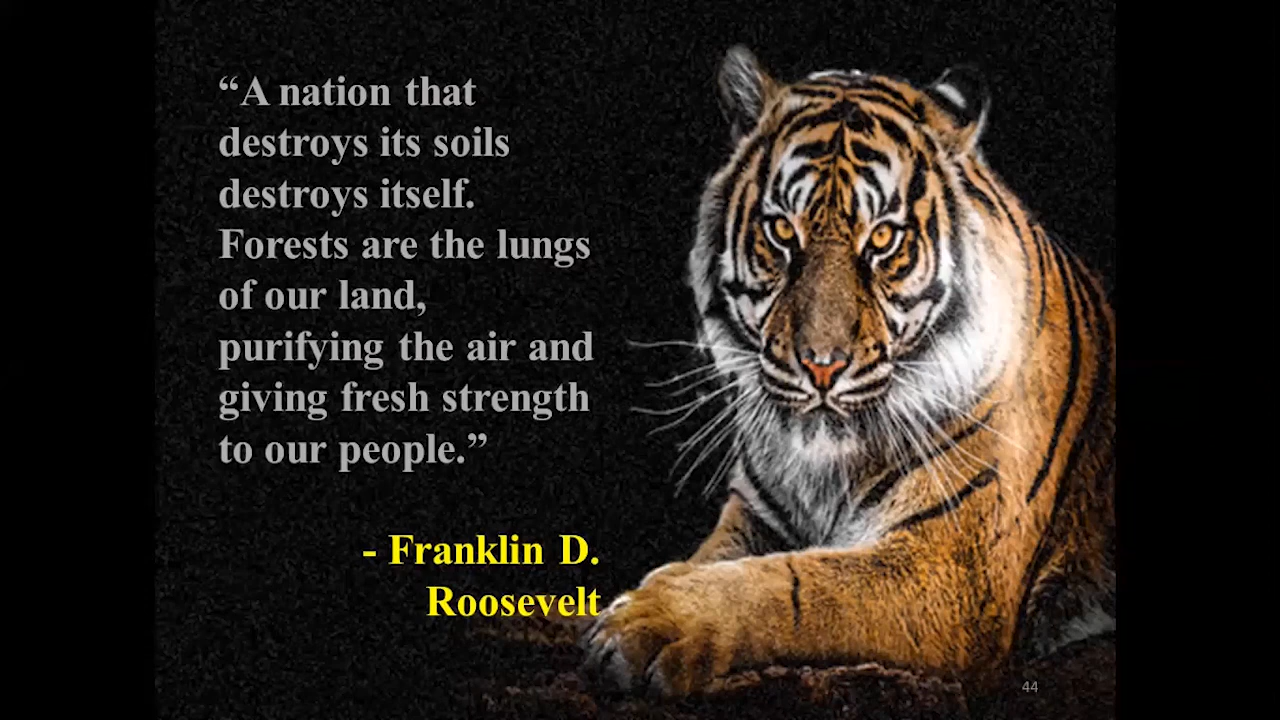 “A nation that
destroys its soils
destroys itself.
Forests are the lungs
of our land,
purifying the air and
giving fresh strength
to our people.”
- Franklin D.
Roosevelt
44